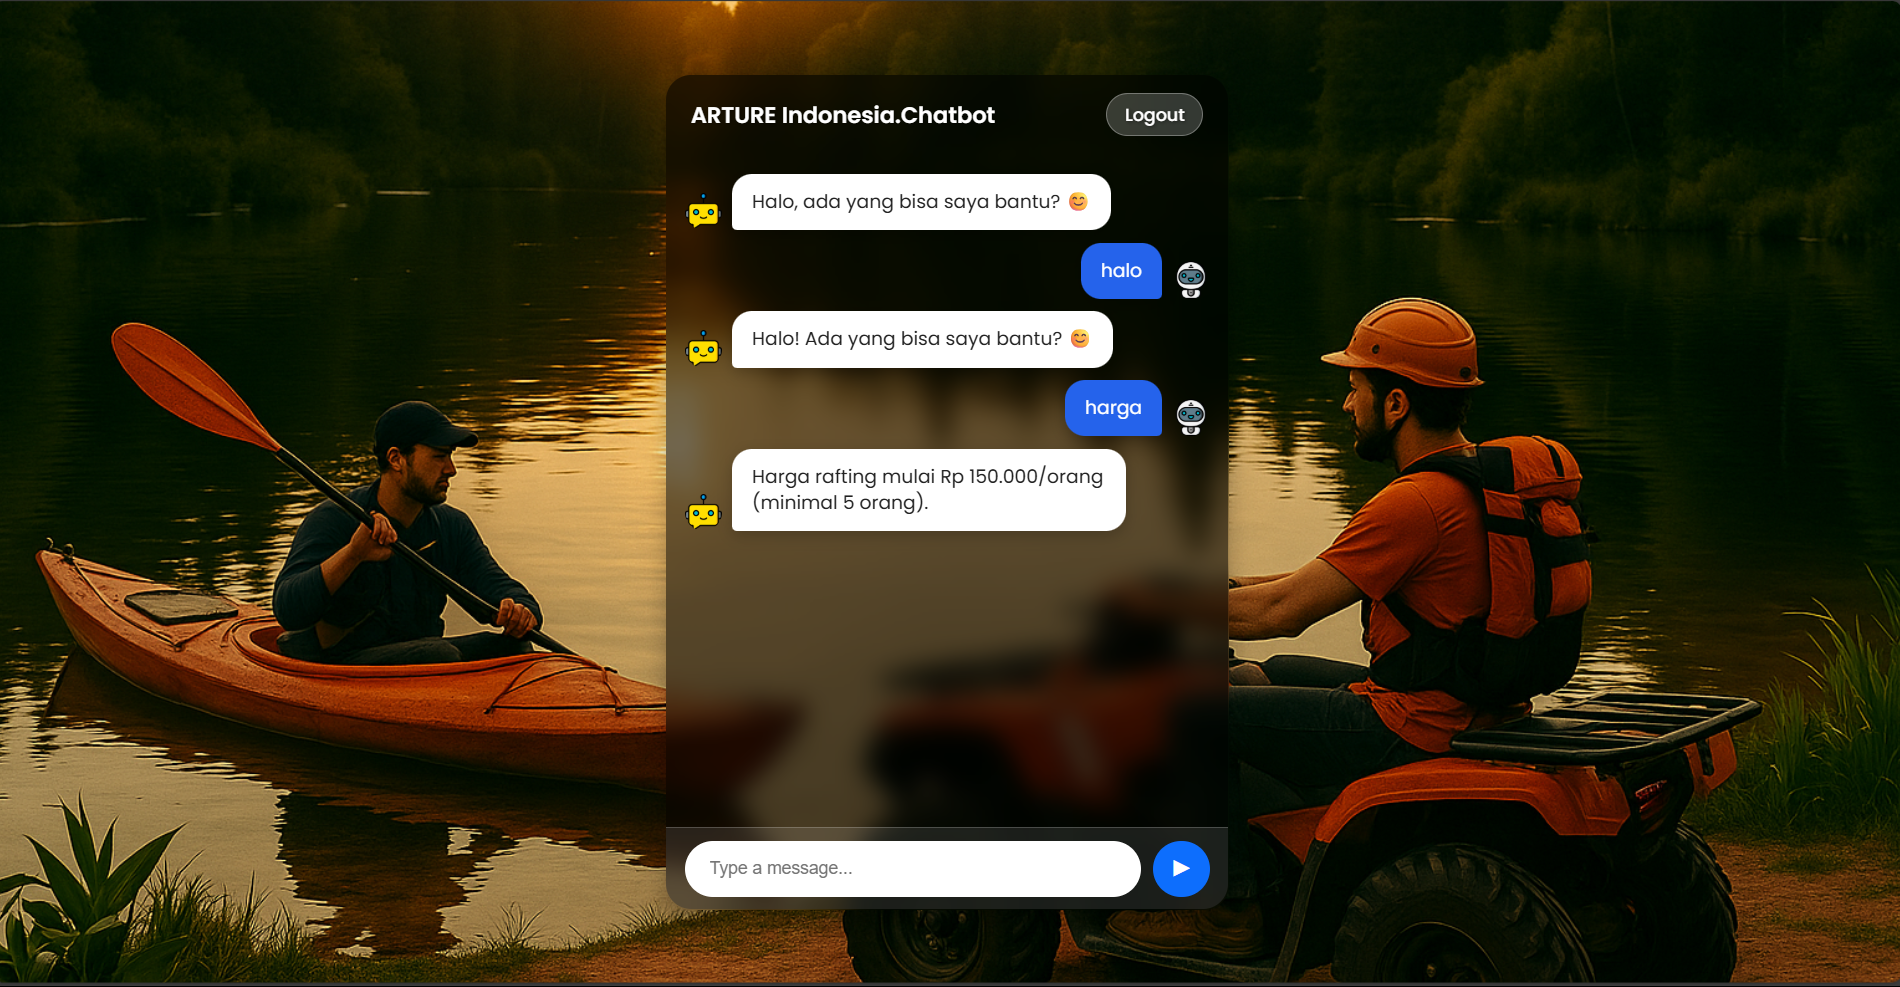 ARTURE Indonesia.Chatbot
Logout
Halo, ada yang bisa saya bantu? 😊
halo
Halo! Ada yang bisa saya bantu? 😊
harga
Harga rafting mulai Rp 150.000/orang
(minimal 5 orang).
Type a message...